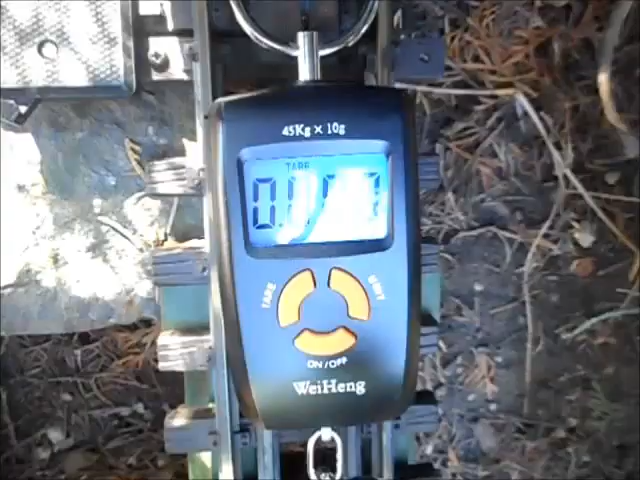 45Kg × 10g
TARE
TARE
UNIT
ON/OFF
WeiHeng